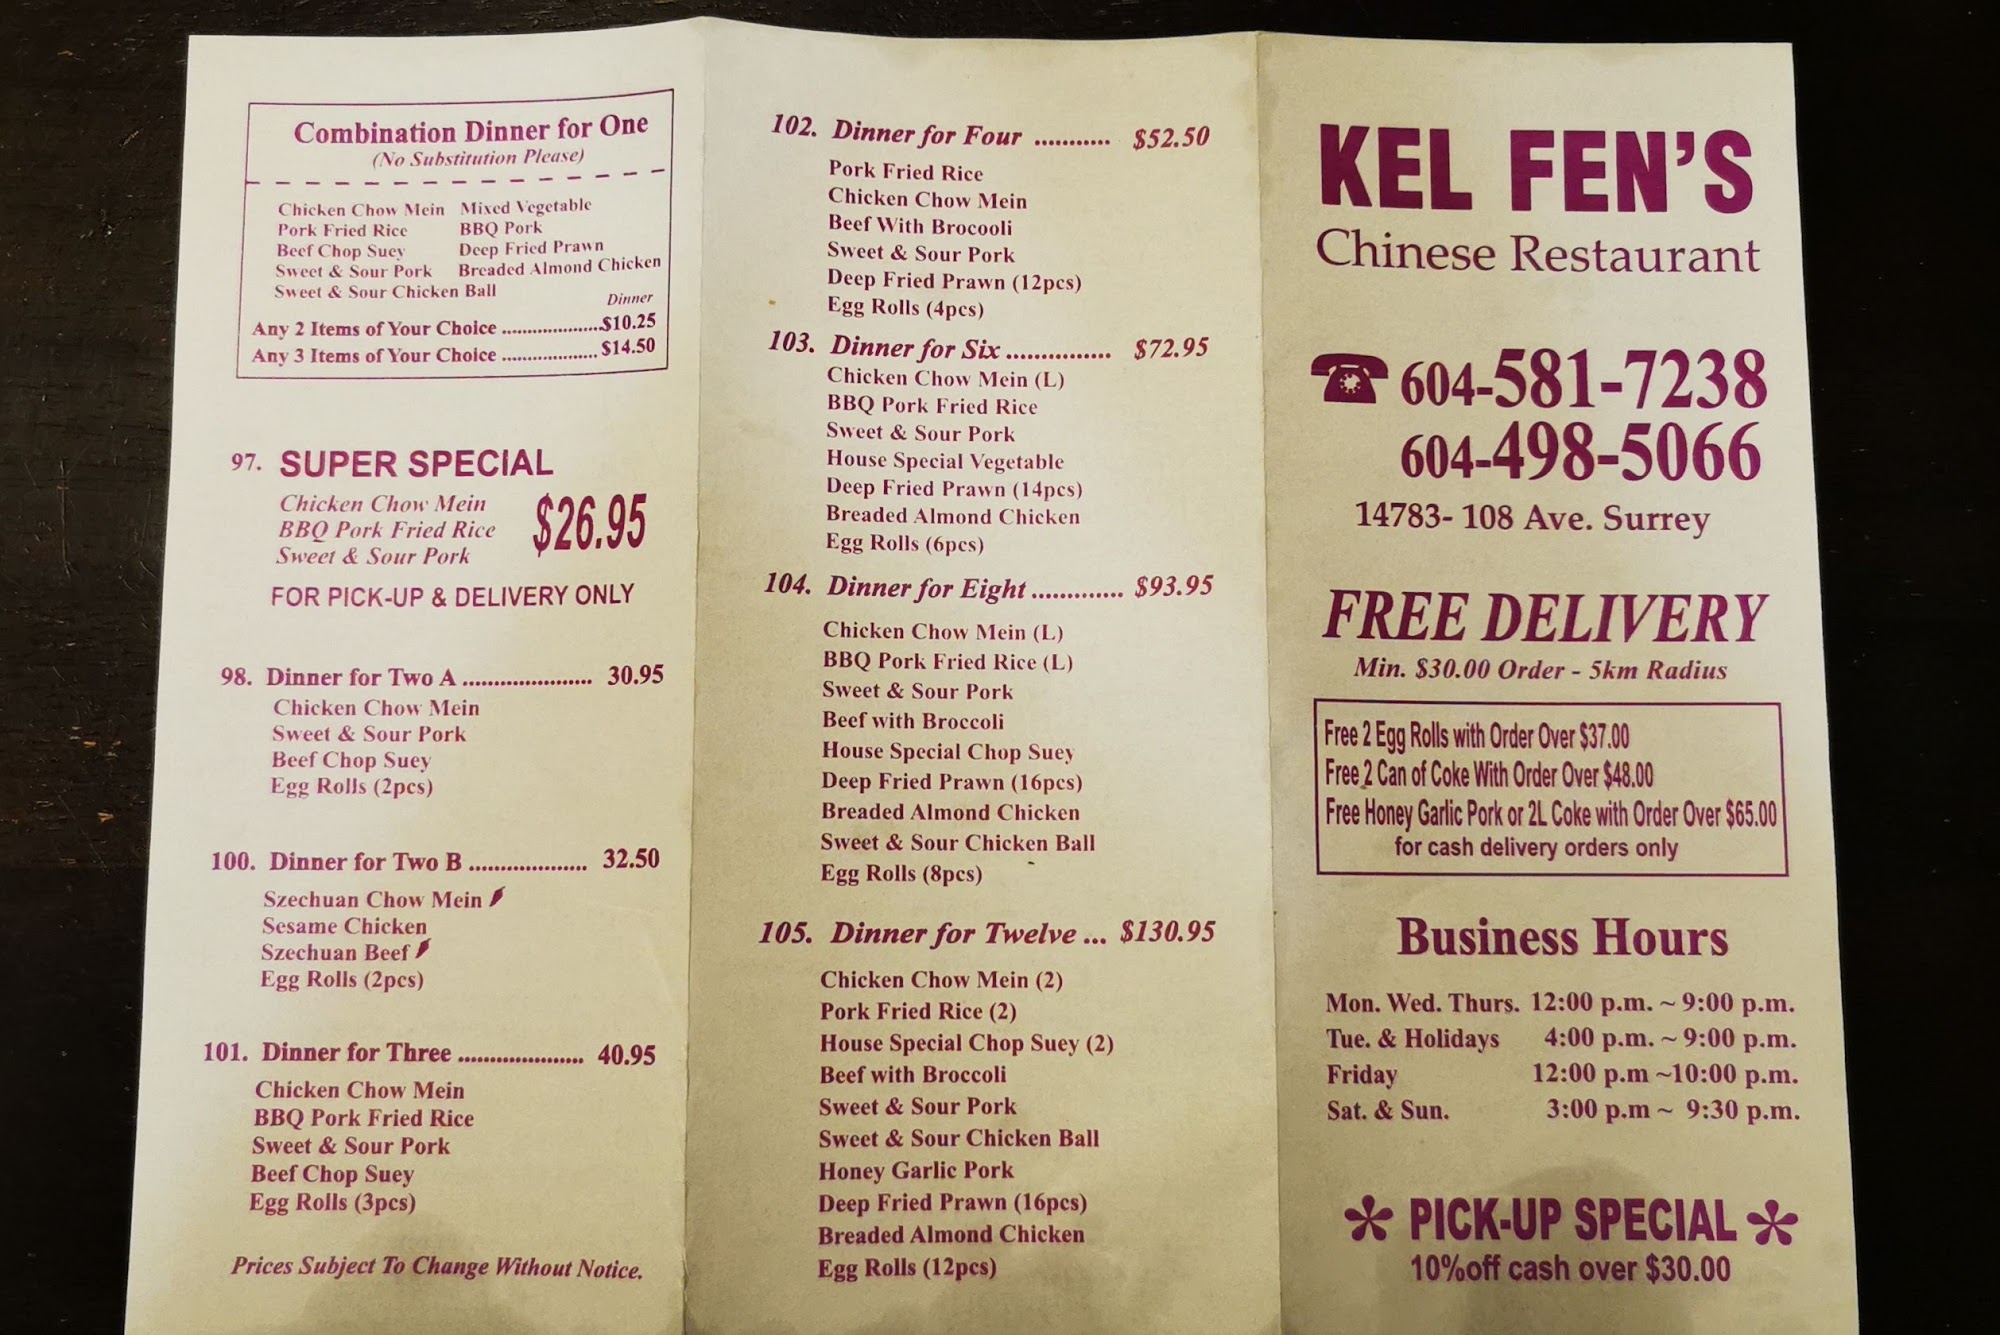 Combination Dinner for One
(No Substitution Please)
Chicken Chow Mein Mixed Vegetable
Pork Fried Rice BBQ Pork
Beef Chop Suey Deep Fried Prawn
Sweet & Sour Pork Breaded Almond Chicken
Sweet & Sour Chicken Ball
Dinner
Any 2 Items of Your Choice ....................$10.25
Any 3 Items of Your Choice ................... $14.50
97. SUPER SPECIAL
Chicken Chow Mein
BBQ Pork Fried Rice
Sweet & Sour Pork
$26.95
FOR PICK-UP & DELIVERY ONLY
98. Dinner for Two A ...................... 30.95
Chicken Chow Mein
Sweet & Sour Pork
Beef Chop Suey
Egg Rolls (2pcs)
100. Dinner for Two B .................... 32.50
Szechuan Chow Mein
Sesame Chicken
Szechuan Beef
Egg Rolls (2pcs)
101. Dinner for Three ..................... 40.95
Chicken Chow Mein
BBQ Pork Fried Rice
Sweet & Sour Pork
Beef Chop Suey
Egg Rolls (3pcs)
Prices Subject To Change Without Notice.
102. Dinner for Four ........... $52.50
Pork Fried Rice
Chicken Chow Mein
Beef With Brocooli
Sweet & Sour Pork
Deep Fried Prawn (12pcs)
Egg Rolls (4pcs)
103. Dinner for Six ................ $72.95
Chicken Chow Mein (L)
BBQ Pork Fried Rice
Sweet & Sour Pork
House Special Vegetable
Deep Fried Prawn (14pcs)
Breaded Almond Chicken
Egg Rolls (6pcs)
104. Dinner for Eight ............. $93.95
Chicken Chow Mein (L)
BBQ Pork Fried Rice (L)
Sweet & Sour Pork
Beef with Broccoli
House Special Chop Suey
Deep Fried Prawn (16pcs)
Breaded Almond Chicken
Sweet & Sour Chicken Ball
Egg Rolls (8pcs)
105. Dinner for Twelve ... $130.95
Chicken Chow Mein (2)
Pork Fried Rice (2)
House Special Chop Suey (2)
Beef with Broccoli
Sweet & Sour Pork
Sweet & Sour Chicken Ball
Honey Garlic Pork
Deep Fried Prawn (16pcs)
Breaded Almond Chicken
Egg Rolls (12pcs)
KEL FEN'S
Chinese Restaurant
604-581-7238
604-498-5066
14783- 108 Ave. Surrey
FREE DELIVERY
Min. $30.00 Order - 5km Radius
Free 2 Egg Rolls with Order Over $37.00
Free 2 Can of Coke With Order Over $48.00
Free Honey Garlic Pork or 2L Coke with Order Over $65.00
for cash delivery orders only
Business Hours
Mon. Wed. Thurs. 12:00 p.m. ~ 9:00 p.m.
Tue. & Holidays 4:00 p.m. ~ 9:00 p.m.
Friday 12:00 p.m ~10:00 p.m.
Sat. & Sun. 3:00 p.m ~ 9:30 p.m.
* PICK-UP SPECIAL *
10%off cash over $30.00